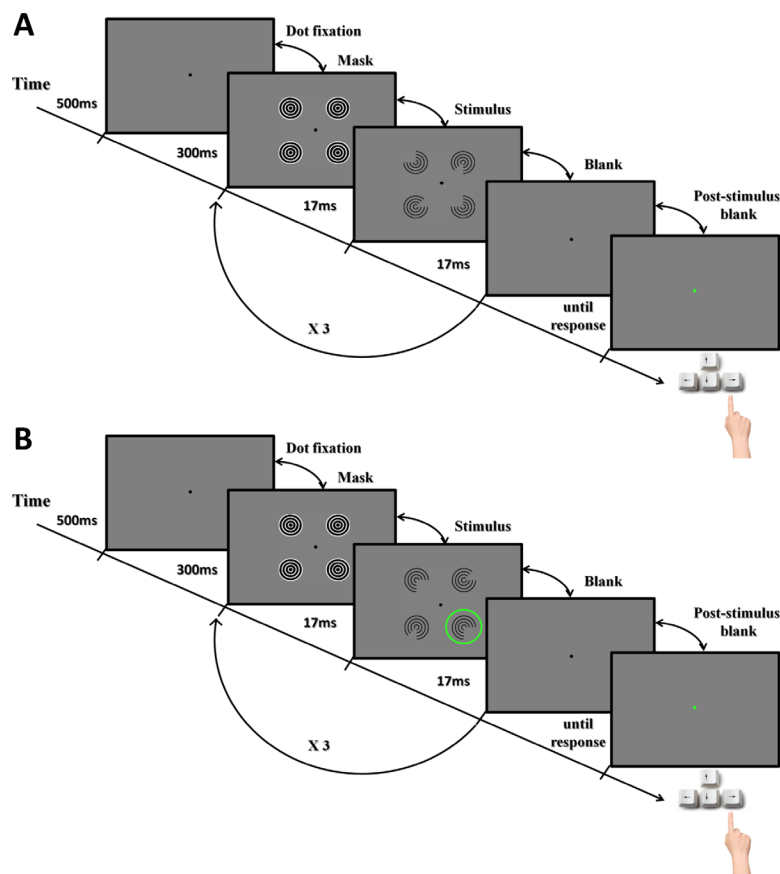 A
Dot fixation
Mask
Time
500ms
Stimulus
300ms
Blank
17ms
Post-stimulus
blank
17ms
until
response
X 3
B
Dot fixation
Mask
Time
500ms
Stimulus
300ms
Blank
17ms
Post-stimulus
blank
17ms
until
response
X 3